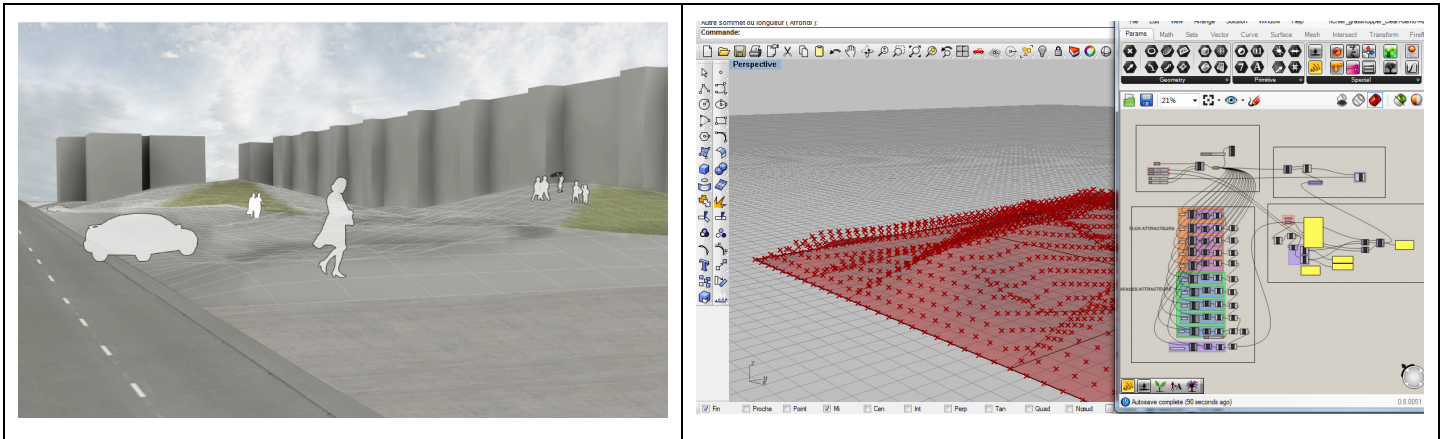 Autre sommet ou longueur ( Arrondi ):
Commande:
Perspective
Params Math Sets Vector Curve Surface Mesh Intersect Transform
Geometry Primitive Special
21%
FLUX ATTRACTEURS
ATTRACTEURS
z
Fin Proche Point Mi Cen Int Perp Tan Quad Nœud
Autosave complete (90 seconds ago) 0.8.0051